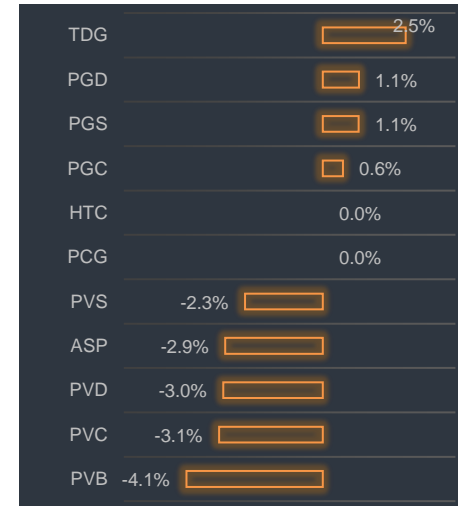 TDG 2.5%
PGD 1.1%
PGS 1.1%
PGC 0.6%
HTC 0.0%
PCG 0.0%
PVS -2.3%
ASP -2.9%
PVD -3.0%
PVC -3.1%
PVB -4.1%